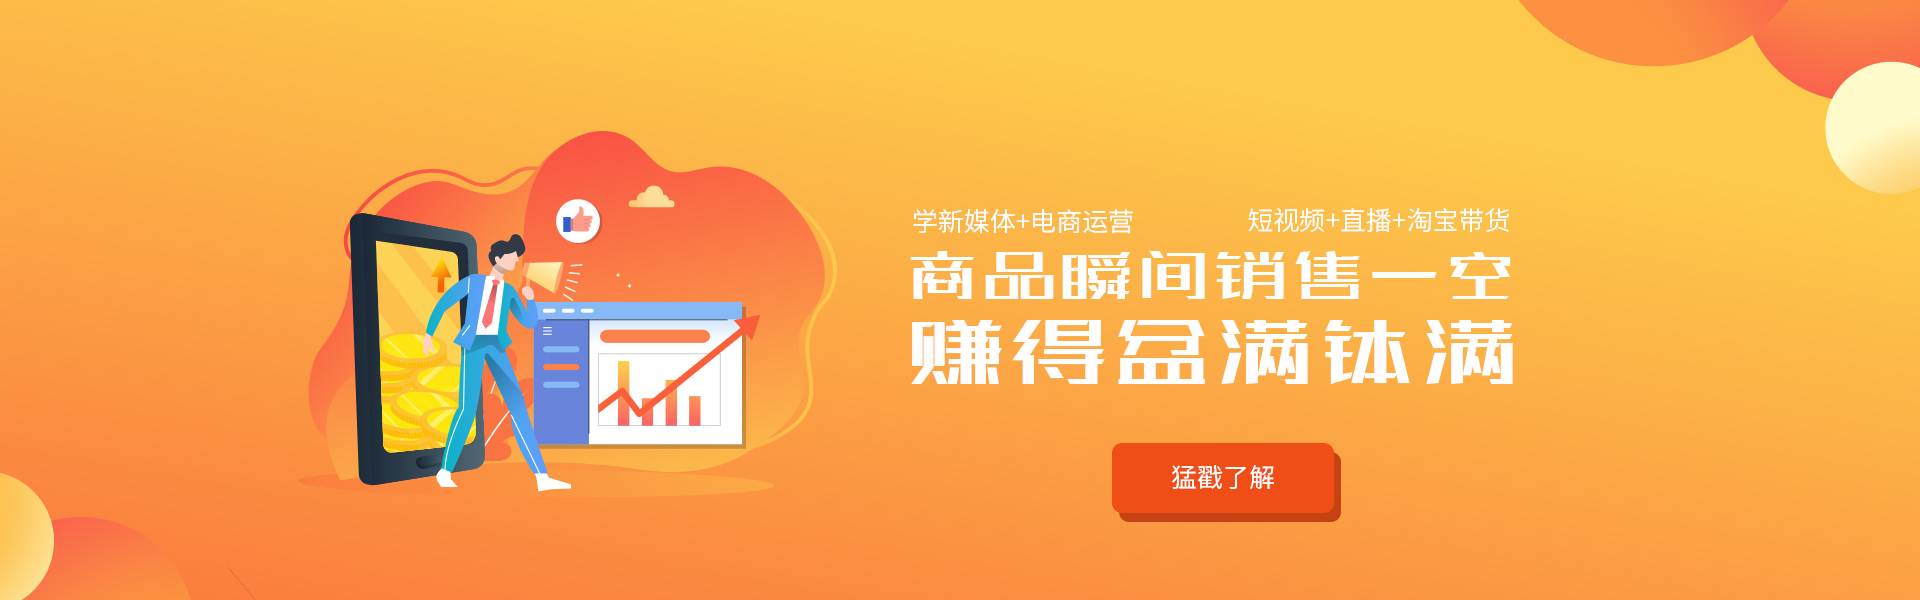 学新媒体+电商运营
短视频+直播+淘宝带货
商品瞬间销售一空
赚得盆满钵满
猛戳了解